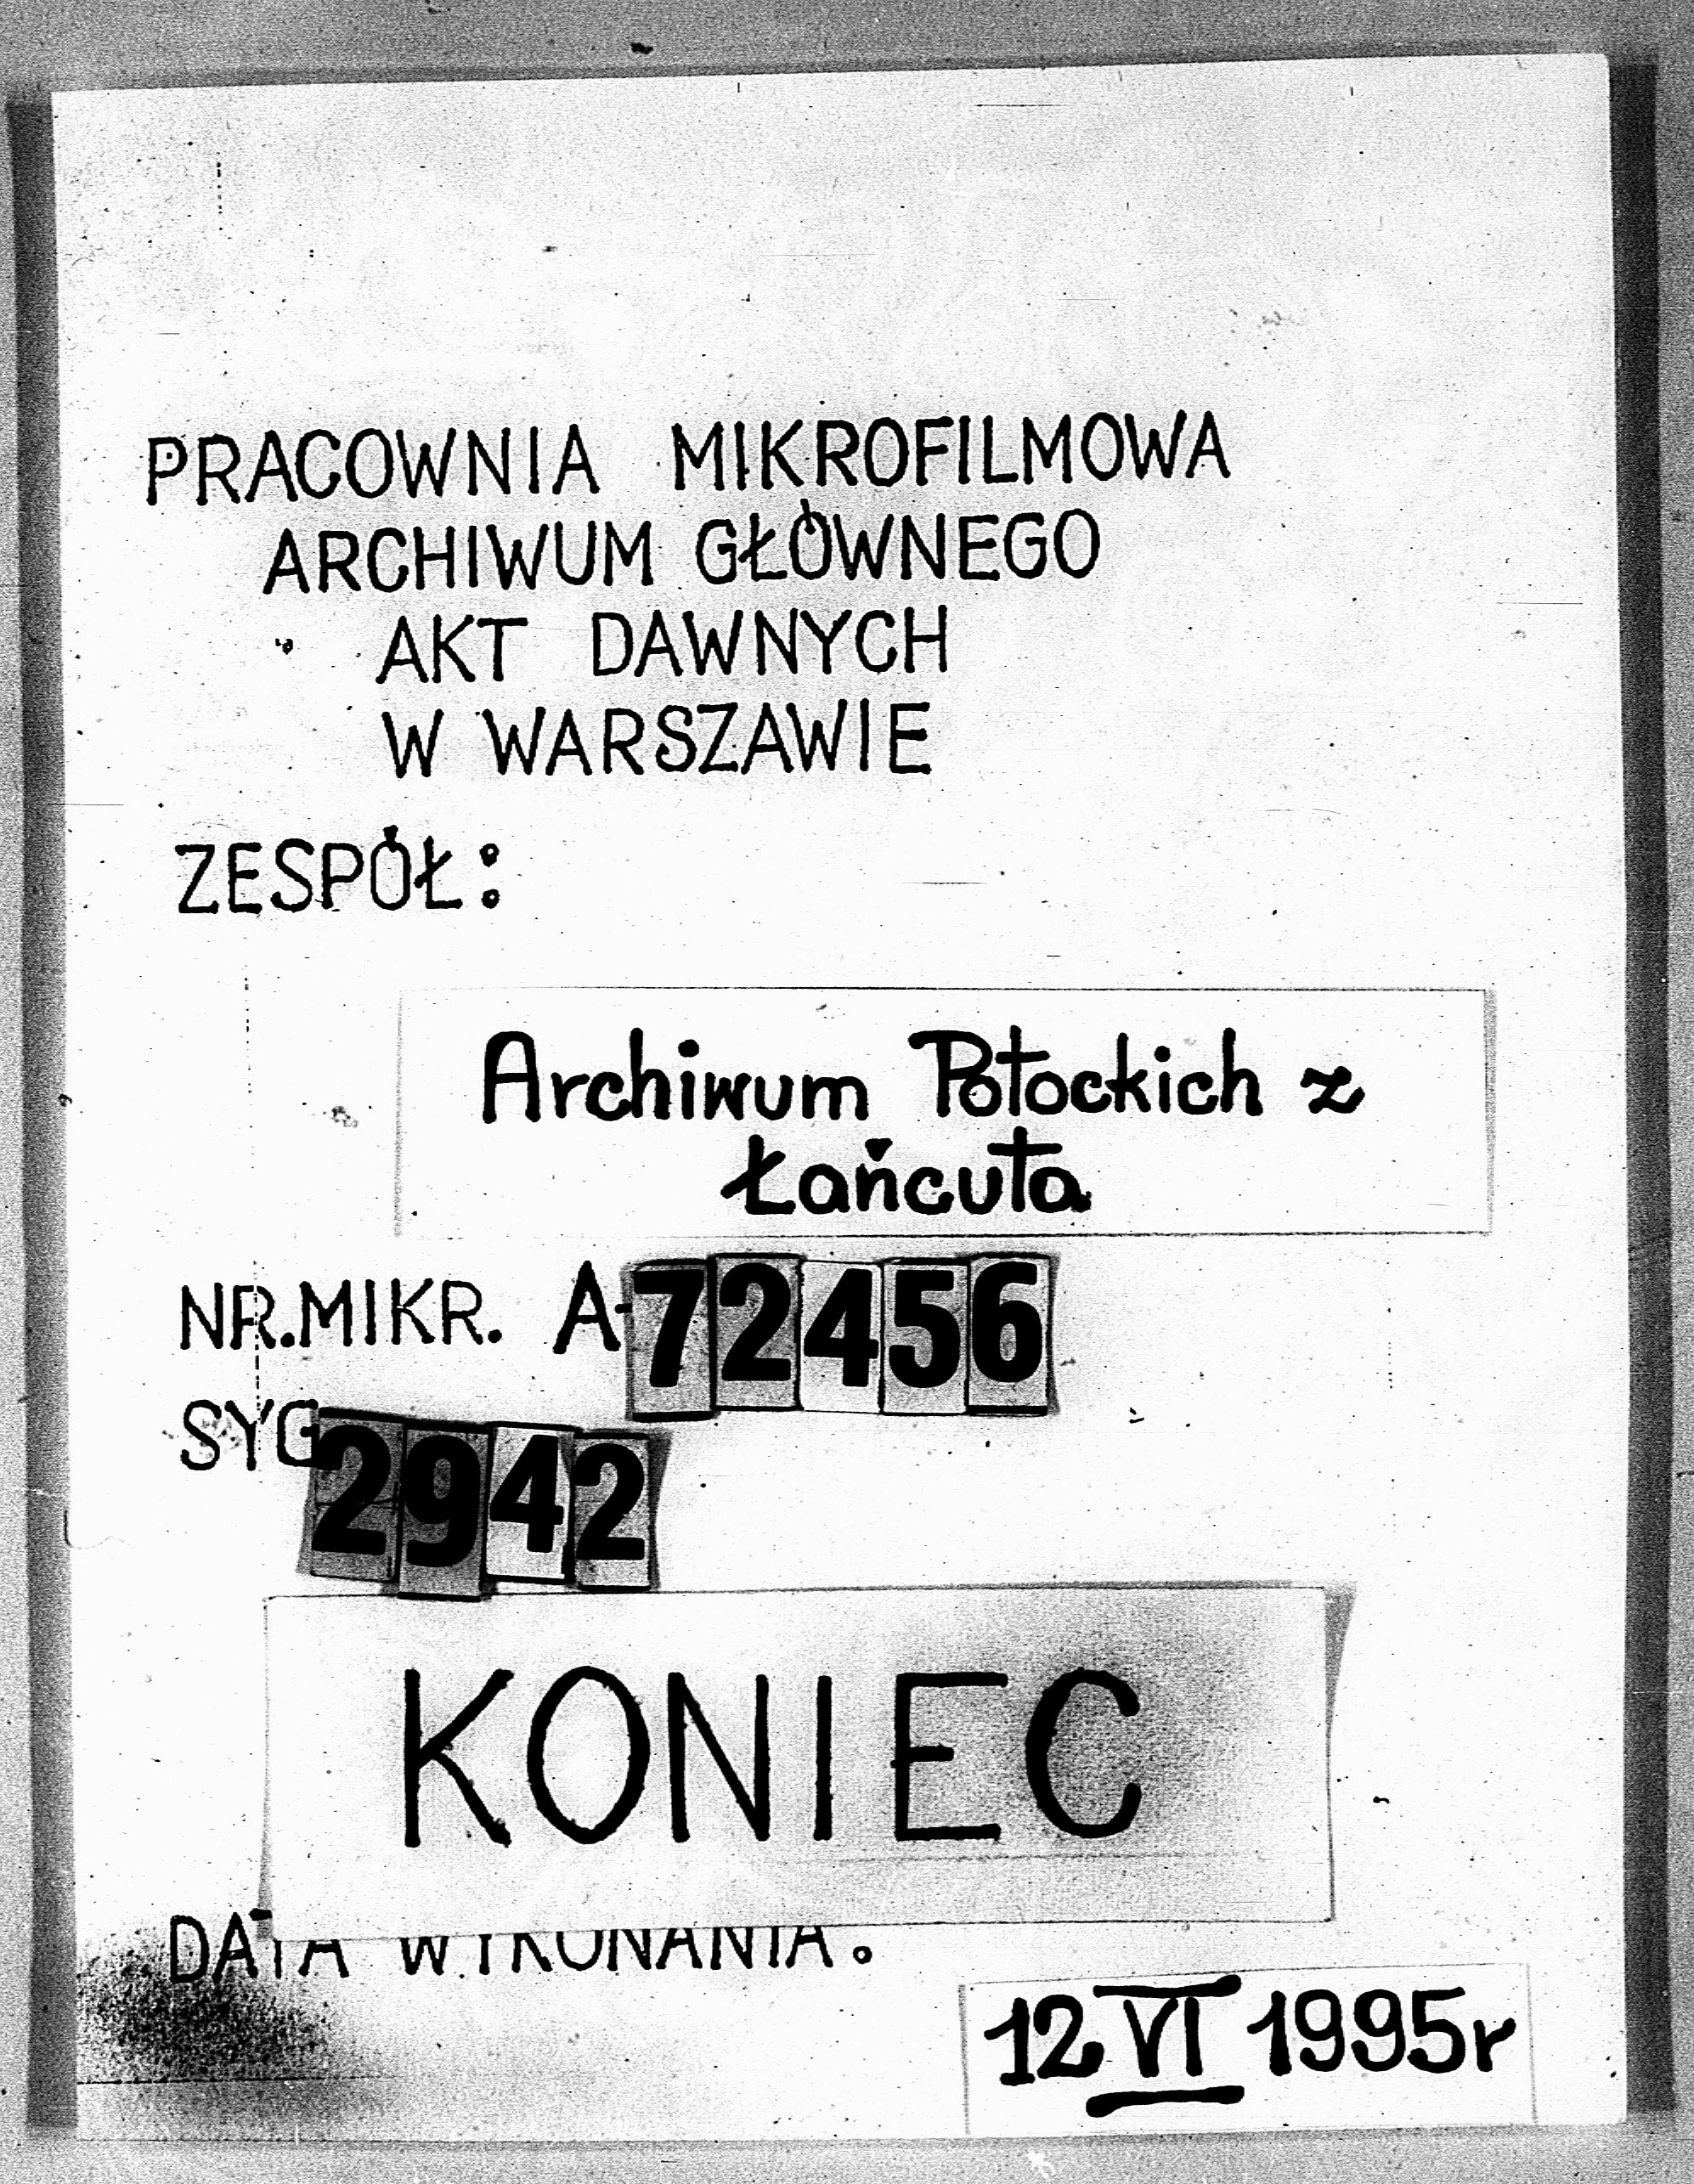 PRACOWNIA MIKROFILMOWA
ARCHIWUM GŁÓWNEGO
AKT DAWNYCH
W WARSZAWIE
ZESPÓŁ:
Archiwum Potockich z
Łańcuta
NR.MIKR. A-72456
SYG 2942
KONIEC
DATA WYKONANIA:
12 VI 1995r